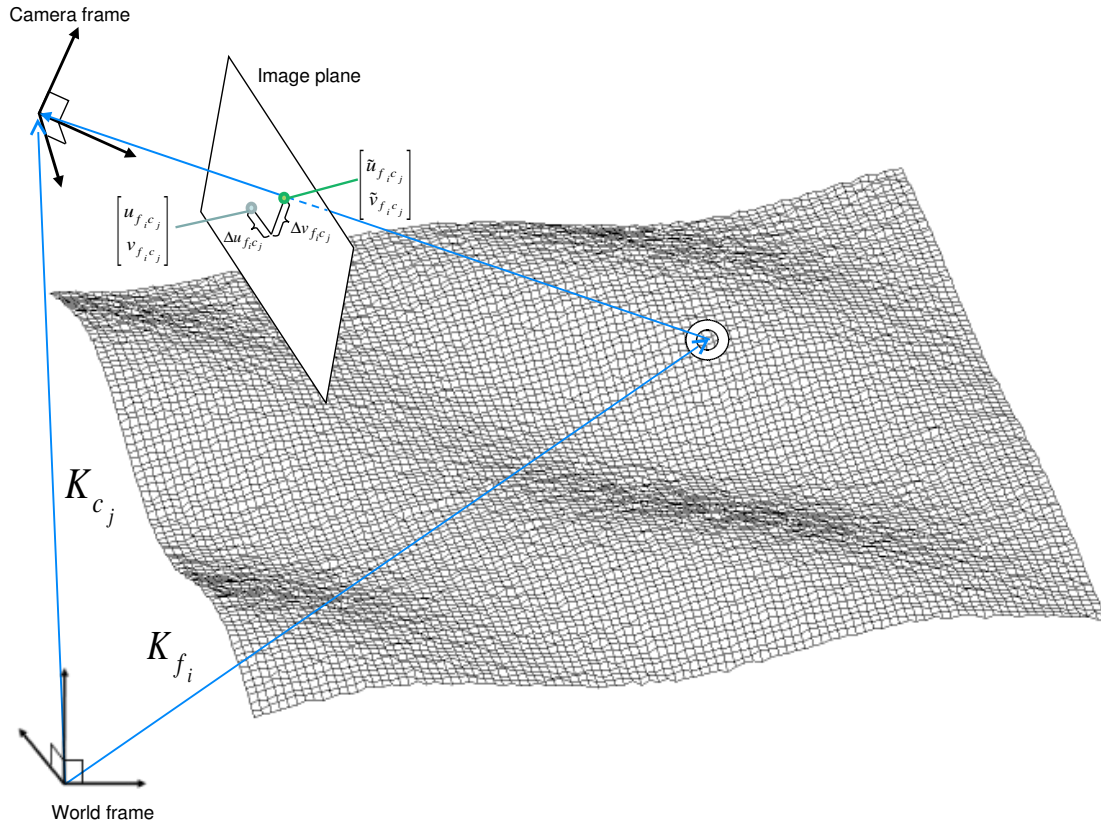 Camera frame
Image plane
[ũ_{f_i c_j}
ṽ_{f_i c_j}]
[u_{f_i c_j}
v_{f_i c_j}]
Δu_{f_i c_j} Δv_{f_i c_j}
K_{c_j}
K_{f_i}
World frame